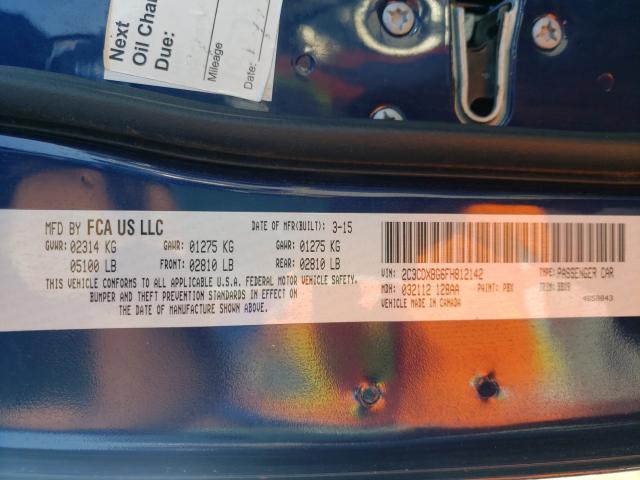 Next
Oil Chan
Due:
Mileage
Date:
MFD BY FCA US LLC
DATE OF MFR(BUILT): 3-15
GVWR: 02314 KG GAWR: 01275 KG GAWR: 01275 KG
05100 LB FRONT: 02810 LB REAR: 02810 LB
THIS VEHICLE CONFORMS TO ALL APPLICABLE U.S.A. FEDERAL MOTOR VEHICLE SAFETY,
BUMPER AND THEFT PREVENTION STANDARDS IN EFFECT ON
THE DATE OF MANUFACTURE SHOWN ABOVE.
VIN: 2C3CDXBG6FH812142 TYPE: PASSENGER CAR
MDH: 032112 128AA PAINT: PBX TRIM:
VEHICLE MADE IN CANADA